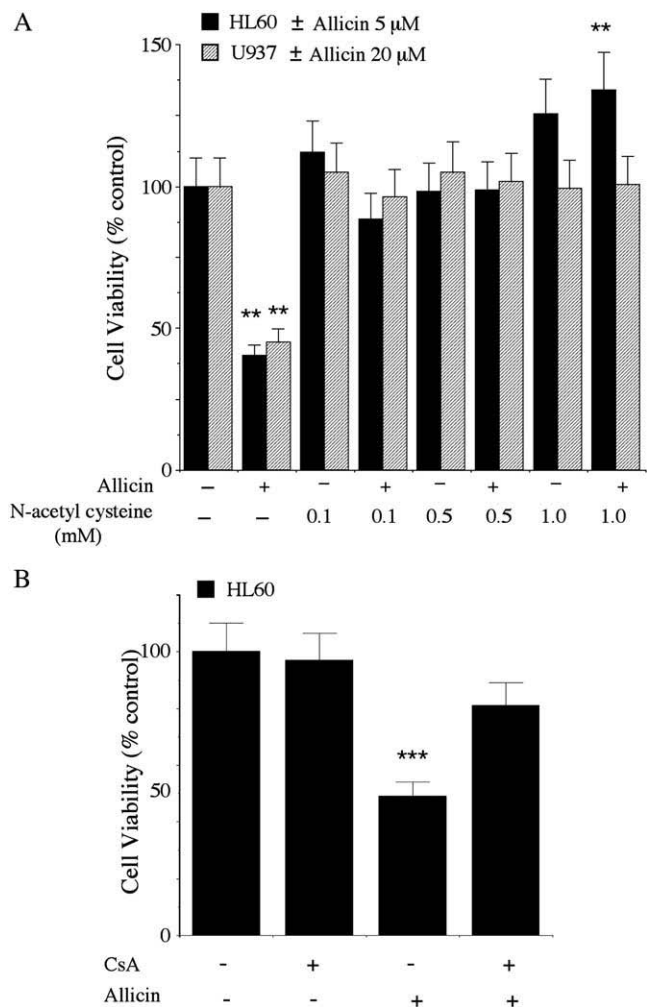 A
HL60 ± Allicin 5 µM
U937 ± Allicin 20 µM
Cell Viability (% control)
150
100
50
0
** **
**
Allicin – + – + – + – +
N-acetyl cysteine – – 0.1 0.1 0.5 0.5 1.0 1.0
(mM)
B
HL60
Cell Viability (% control)
100
50
0
***
CsA - + - +
Allicin - - + +